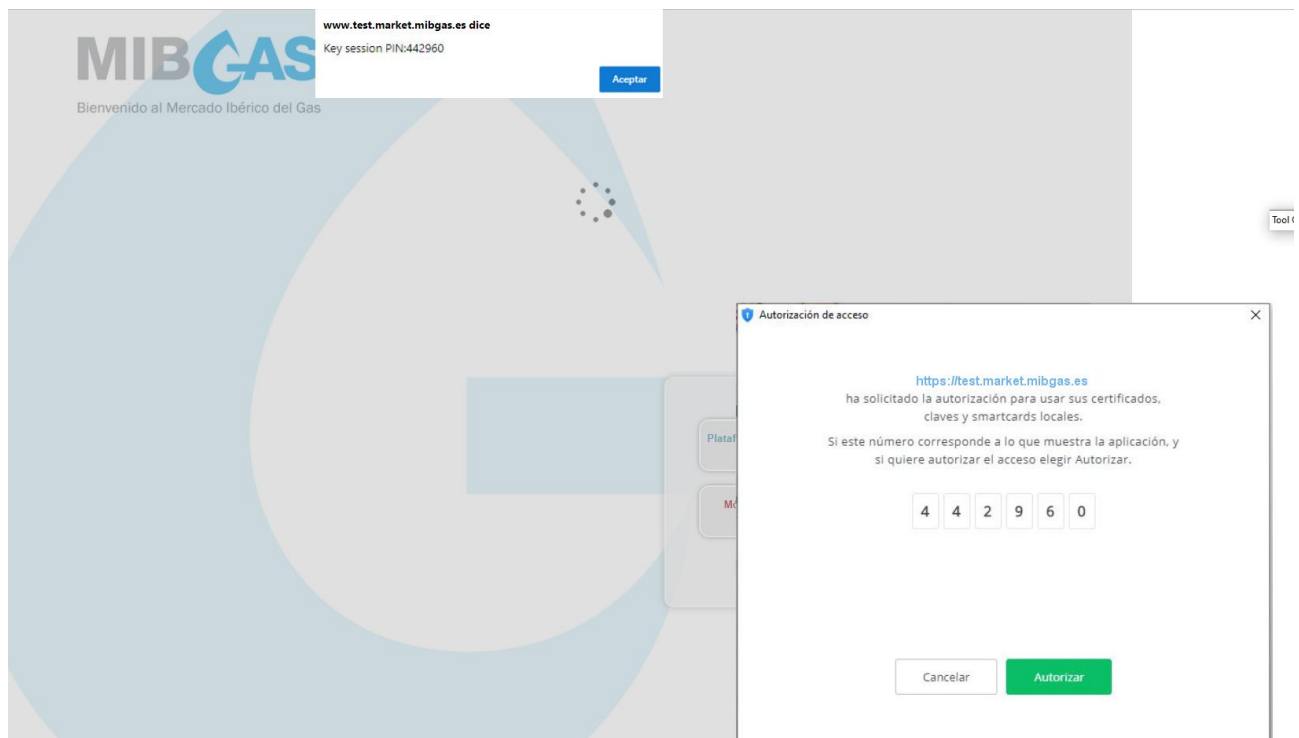 www.test.market.mibgas.es dice
Key session PIN:442960
Aceptar
MIBGAS
Bienvenido al Mercado Ibérico del Gas
Tool
Autorización de acceso
https://test.market.mibgas.es
ha solicitado la autorización para usar sus certificados,
claves y smartcards locales.
Si este número corresponde a lo que muestra la aplicación, y
si quiere autorizar el acceso elegir Autorizar.
4 4 2 9 6 0
Plataf
Mó
Cancelar
Autorizar